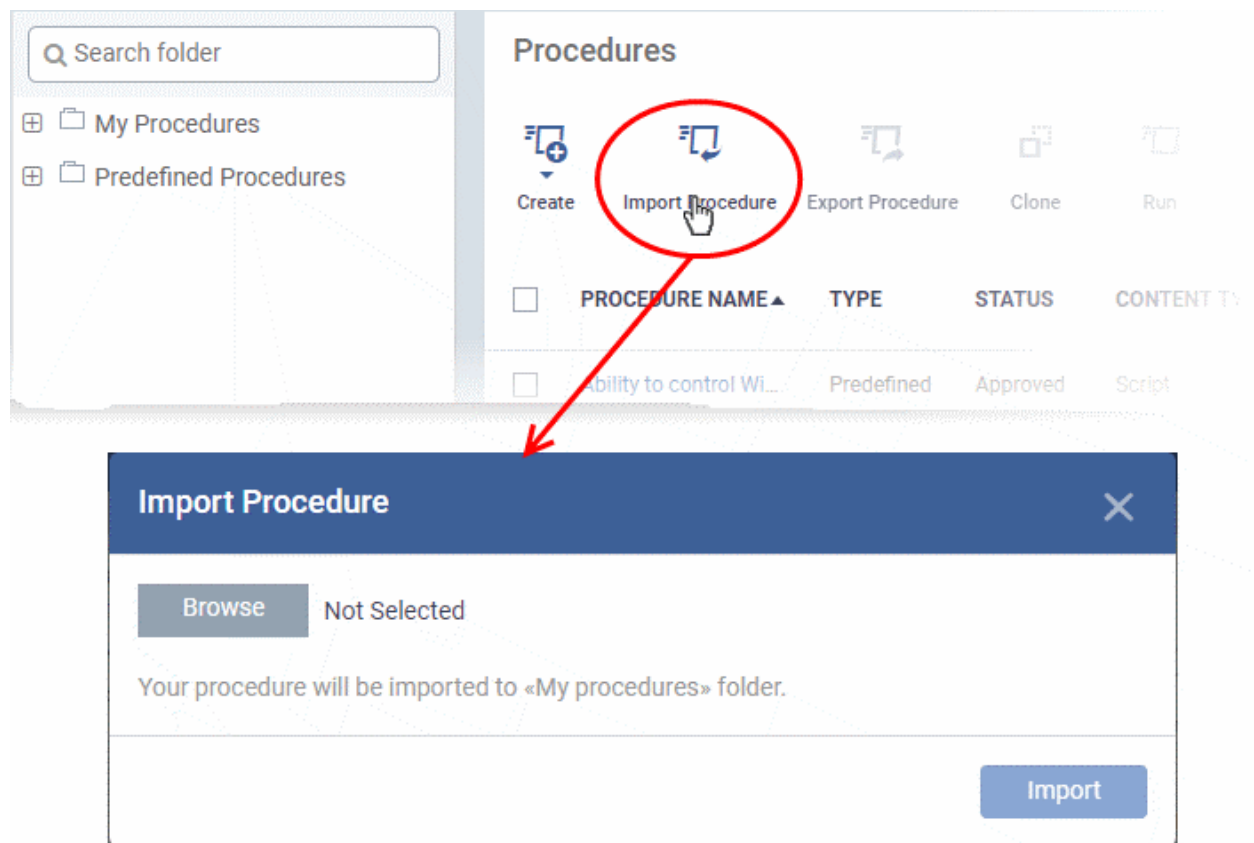 Search folder
My Procedures
Predefined Procedures
Procedures
Create Import Procedure Export Procedure Clone Run
PROCEDURE NAME TYPE STATUS CONTENT
Ability to control Wi... Predefined Approved Script
Import Procedure
Browse Not Selected
Your procedure will be imported to «My procedures» folder.
Import